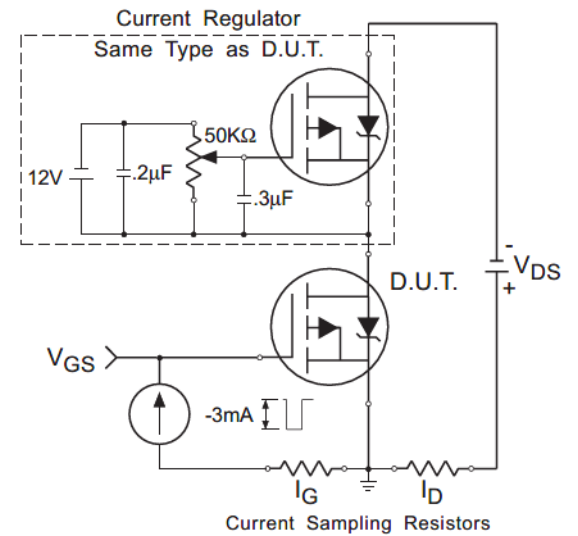 Current Regulator
Same Type as D.U.T.
50KΩ
12V
.2μF
.3μF
-
VDS
+
D.U.T.
VGS
-3mA
IG
ID
Current Sampling Resistors